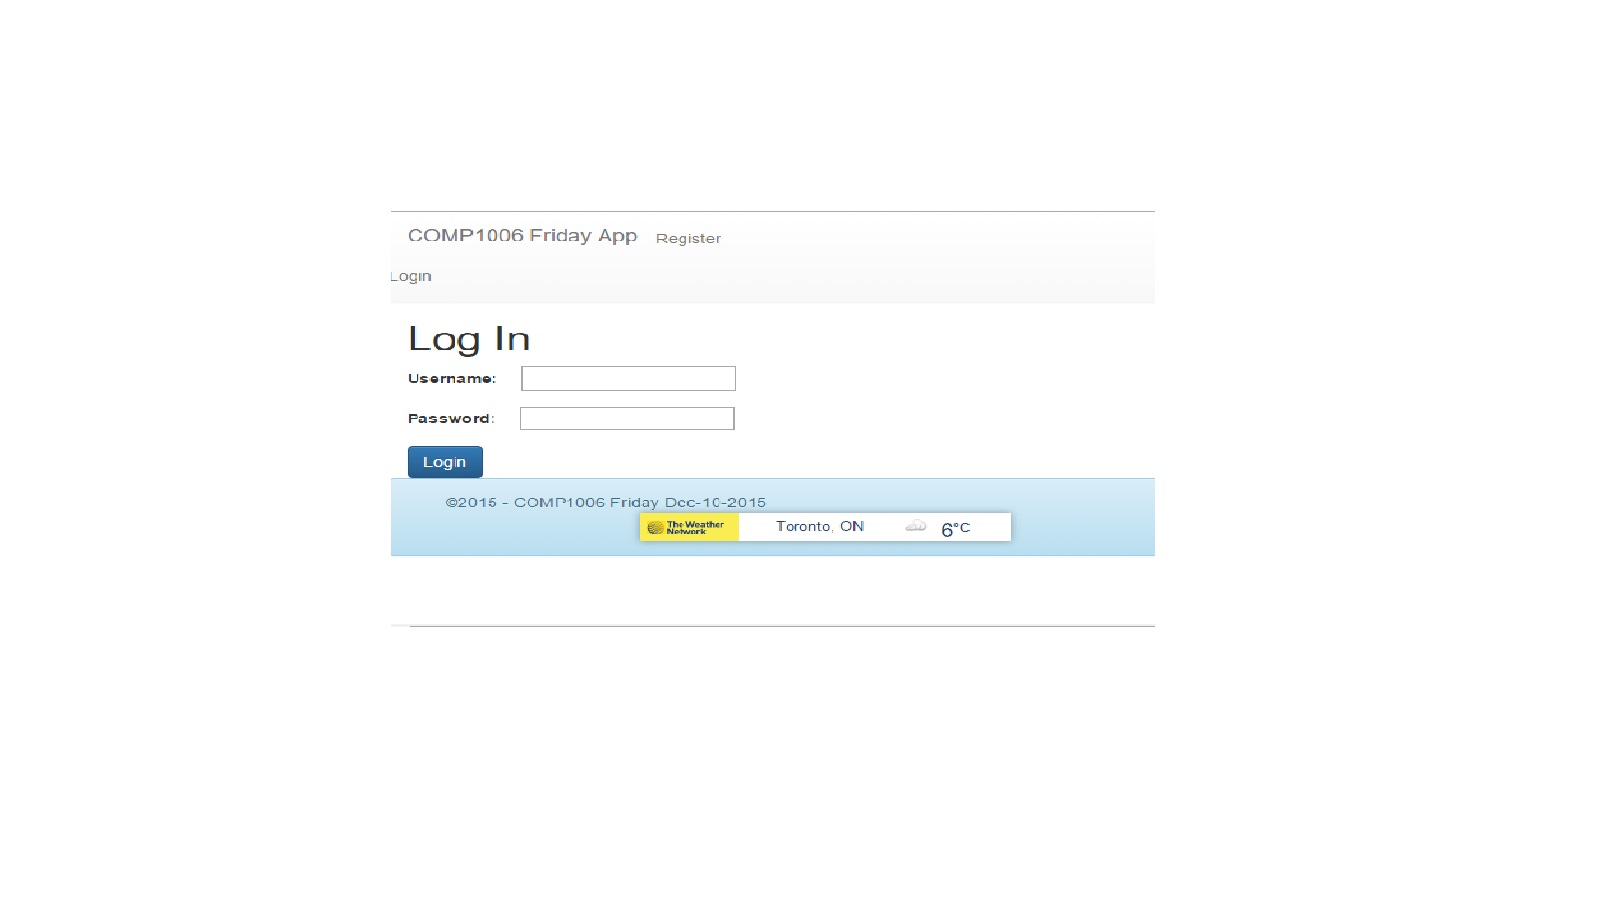 COMP1006 Friday App Register
Login
Log In
Username:
Password:
Login
©2015 - COMP1006 Friday Dec-10-2015
The Weather
Network
Toronto, ON 6°C